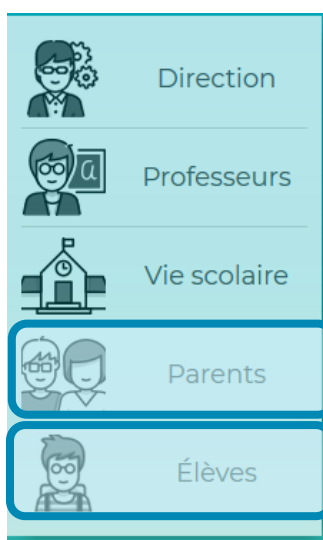 Direction
a
Professeurs
Vie scolaire
Parents
Élèves